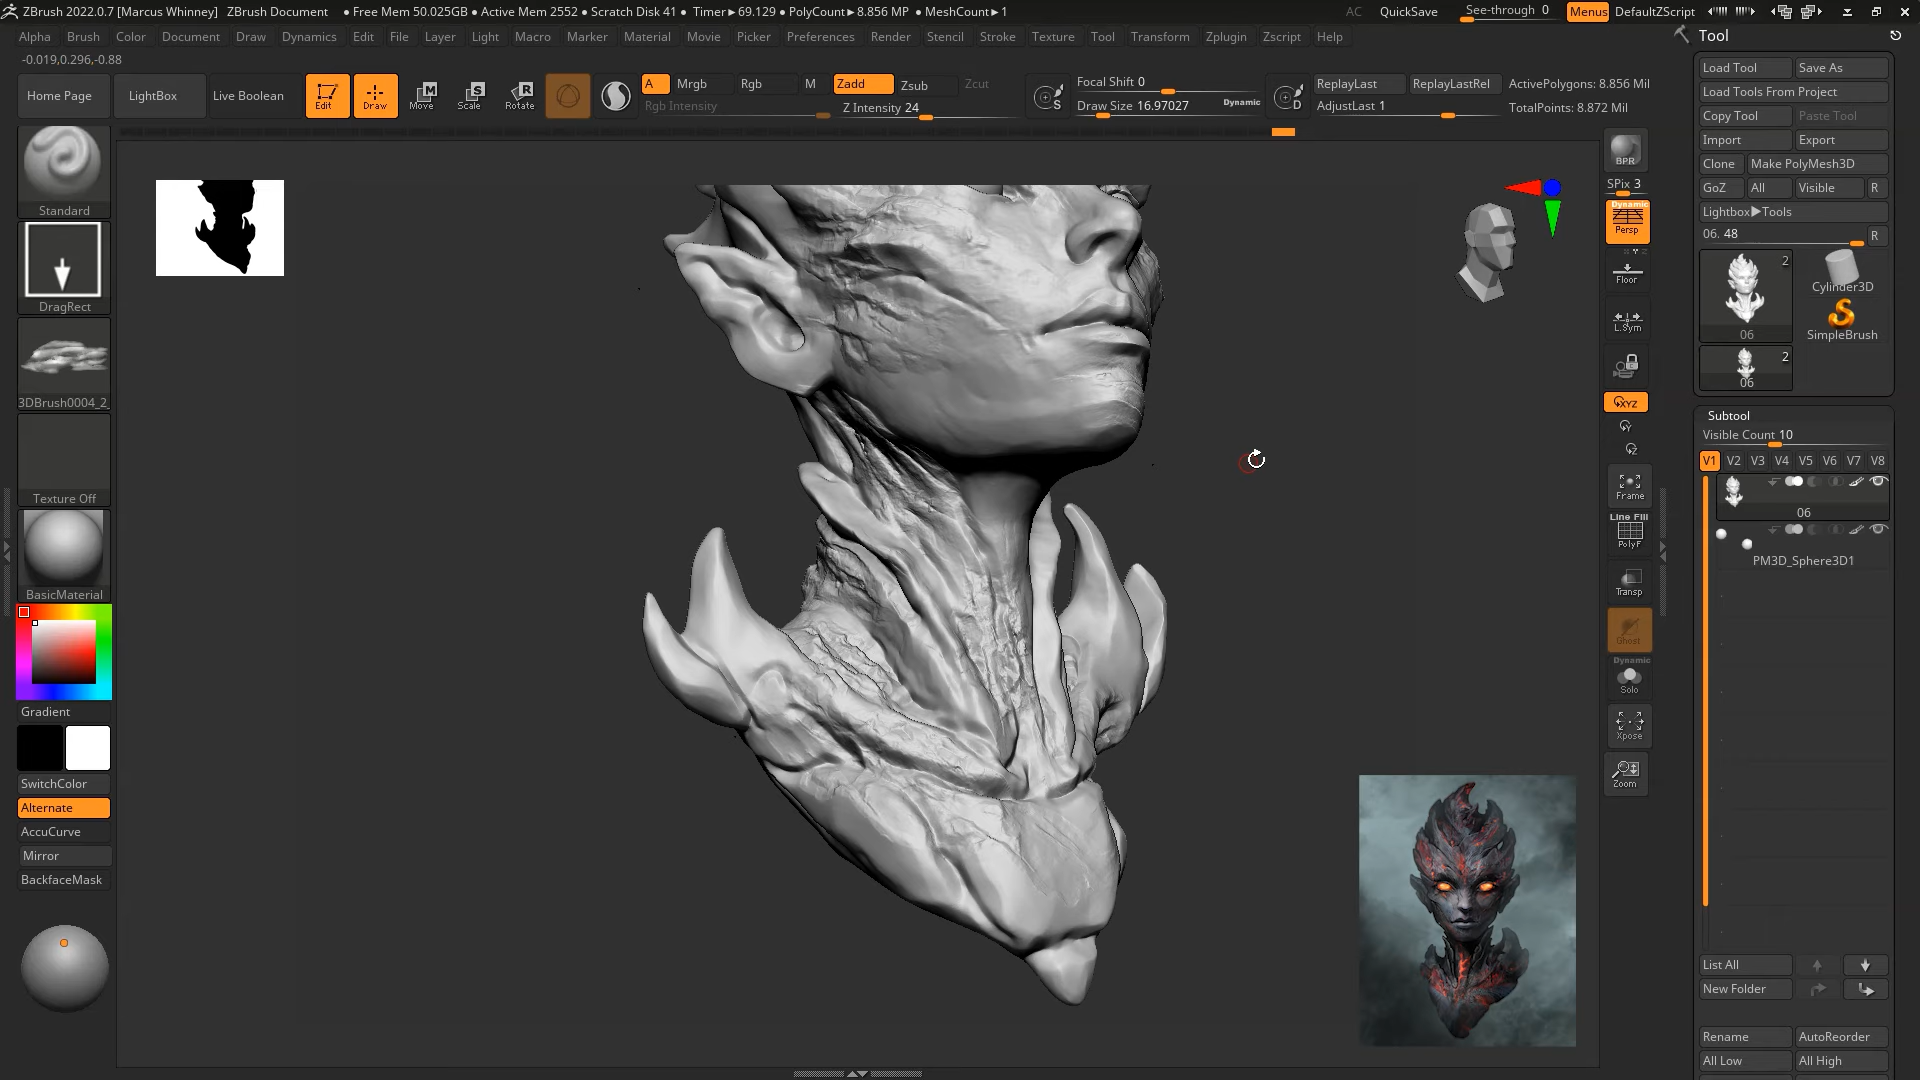 ZBrush 2022.0.7 [Marcus Whinney] ZBrush Document ● Free Mem 50.025GB ● Active Mem 2552 ● Scratch Disk 41 ● Timer▶69.129 ● PolyCount▶8.856 MP ● MeshCount▶1 AC QuickSave See-through 0 Menus DefaultZScript
Alpha Brush Color Document Draw Dynamics Edit File Layer Light Macro Marker Material Movie Picker Preferences Render Stencil Stroke Texture Tool Transform Zplugin Zscript Help
Tool
-0.019,0.296,-0.88
Home Page LightBox Live Boolean Edit Draw Move Scale Rotate
A Mrgb Rgb M Zadd Zsub Zcut
Rgb Intensity Z Intensity 24
Focal Shift 0
Draw Size 16.97027 Dynamic
ReplayLast ReplayLastRel ActivePolygons: 8.856 Mil
AdjustLast 1 TotalPoints: 8.872 Mil
Standard
DragRect
3DBrush0004_2_
Texture Off
BasicMaterial
Gradient
SwitchColor
Alternate
AccuCurve
Mirror
BackfaceMask
BPR
SPix 3
Dynamic
Persp
Floor
L.Sym
XYZ
Frame
Line Fill
PolyF
Transp
Ghost
Dynamic
Solo
Xpose
Zoom
Load Tool Save As
Load Tools From Project
Copy Tool Paste Tool
Import Export
Clone Make PolyMesh3D
GoZ All Visible R
Lightbox▶Tools
06. 48 R
2
06
Cylinder3D
SimpleBrush
2
06
Subtool
Visible Count 10
V1 V2 V3 V4 V5 V6 V7 V8
06
PM3D_Sphere3D1
List All
New Folder
Rename AutoReorder
All Low All High